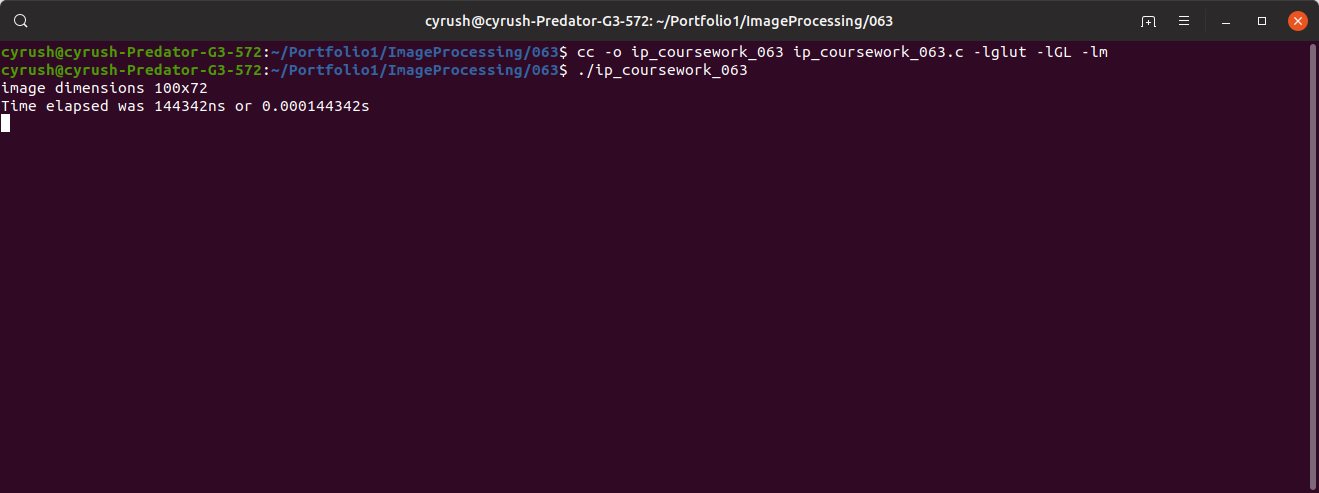 cyrush@cyrush-Predator-G3-572: ~/Portfolio1/ImageProcessing/063
cyrush@cyrush-Predator-G3-572:~/Portfolio1/ImageProcessing/063$ cc -o ip_coursework_063 ip_coursework_063.c -lglut -lGL -lm
cyrush@cyrush-Predator-G3-572:~/Portfolio1/ImageProcessing/063$ ./ip_coursework_063
image dimensions 100x72
Time elapsed was 144342ns or 0.000144342s